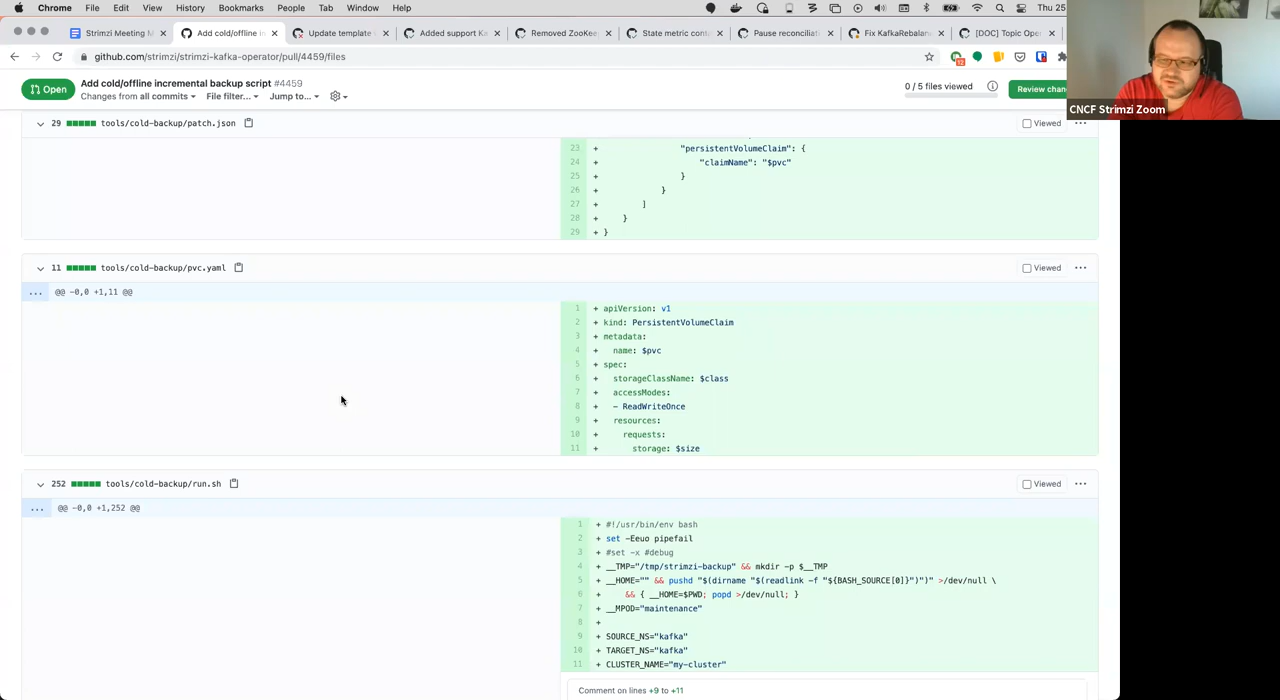 Chrome File Edit View History Bookmarks People Tab Window Help Thu 25
Strimzi Meeting M Add cold/offline in Update template Added support Ka Removed ZooKee State metric cont Pause reconciliat Fix KafkaRebalan [DOC] Topic Ope
github.com/strimzi/strimzi-kafka-operator/pull/4459/files
Open
Add cold/offline incremental backup script #4459
Changes from all commits File filter... Jump to...
0 / 5 files viewed
Review chan
CNCF Strimzi Zoom
29 tools/cold-backup/patch.json Viewed ...
23 + "persistentVolumeClaim": {
24 + "claimName": "$pvc"
25 + }
26 + }
27 + ]
28 + }
29 + }
11 tools/cold-backup/pvc.yaml Viewed ...
... @@ -0,0 +1,11 @@
1 + apiVersion: v1
2 + kind: PersistentVolumeClaim
3 + metadata:
4 + name: $pvc
5 + spec:
6 + storageClassName: $class
7 + accessModes:
8 + - ReadWriteOnce
9 + resources:
10 + requests:
11 + storage: $size
252 tools/cold-backup/run.sh Viewed ...
... @@ -0,0 +1,252 @@
1 + #!/usr/bin/env bash
2 + set -Eeuo pipefail
3 + #set -x #debug
4 + __TMP="/tmp/strimzi-backup" && mkdir -p $__TMP
5 + __HOME="" && pushd "$(dirname "$(readlink -f "${BASH_SOURCE[0]}")")" >/dev/null \
6 + && { __HOME=$PWD; popd >/dev/null; }
7 + __MPOD="maintenance"
8 +
9 + SOURCE_NS="kafka"
10 + TARGET_NS="kafka"
11 + CLUSTER_NAME="my-cluster"
Comment on lines +9 to +11